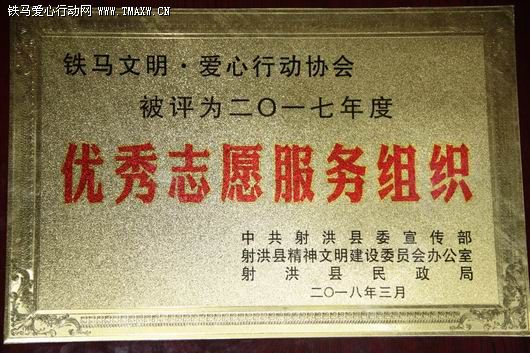 铁马爱心行动网 www.TMAXW.CN
铁马文明·爱心行动协会
被评为二〇一七年度
优秀志愿服务组织
中共射洪县委宣传部
射洪县精神文明建设委员会办公室
射洪县民政局
二〇一八年三月